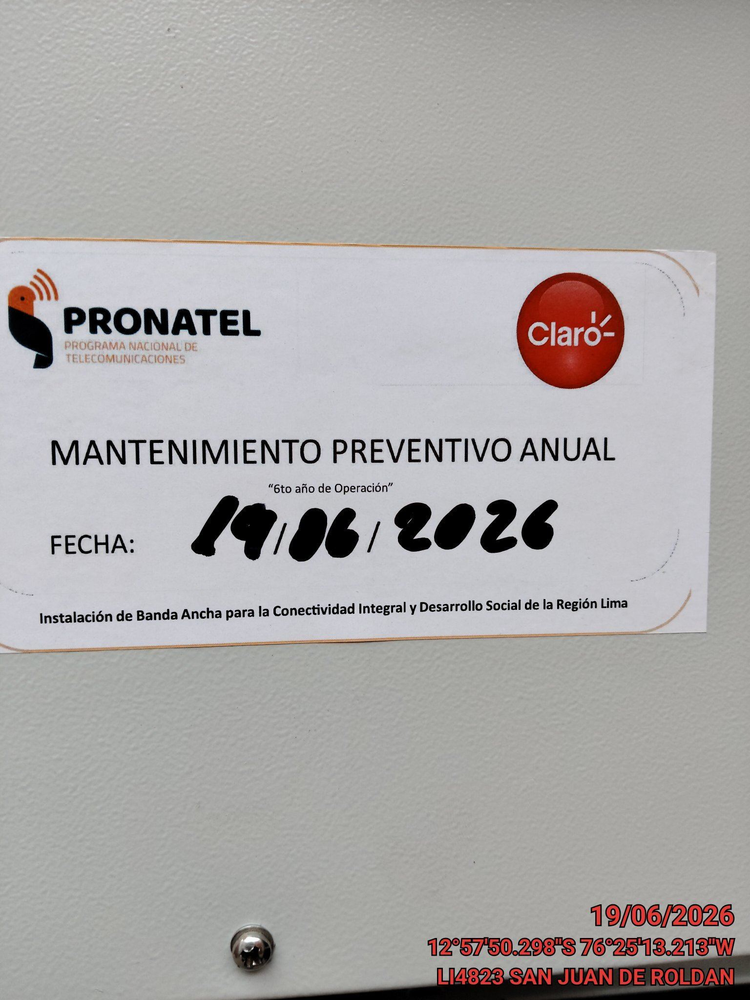 PRONATEL
PROGRAMA NACIONAL DE
TELECOMUNICACIONES
Claro
MANTENIMIENTO PREVENTIVO ANUAL
“6to año de Operación”
FECHA: 19/06/2026
Instalación de Banda Ancha para la Conectividad Integral y Desarrollo Social de la Región Lima
19/06/2026
12°57'50.298"S 76°25'13.213"W
LI4823 SAN JUAN DE ROLDAN